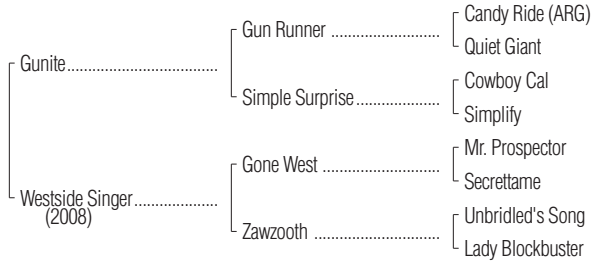 Candy Ride (ARG)
Gun Runner ......................
Quiet Giant
Gunite..............................
Cowboy Cal
Simple Surprise.................
Simplify
Mr. Prospector
Gone West ........................
Secrettame
Westside Singer.................
(2008)
Unbridled's Song
Zawzooth .........................
Lady Blockbuster